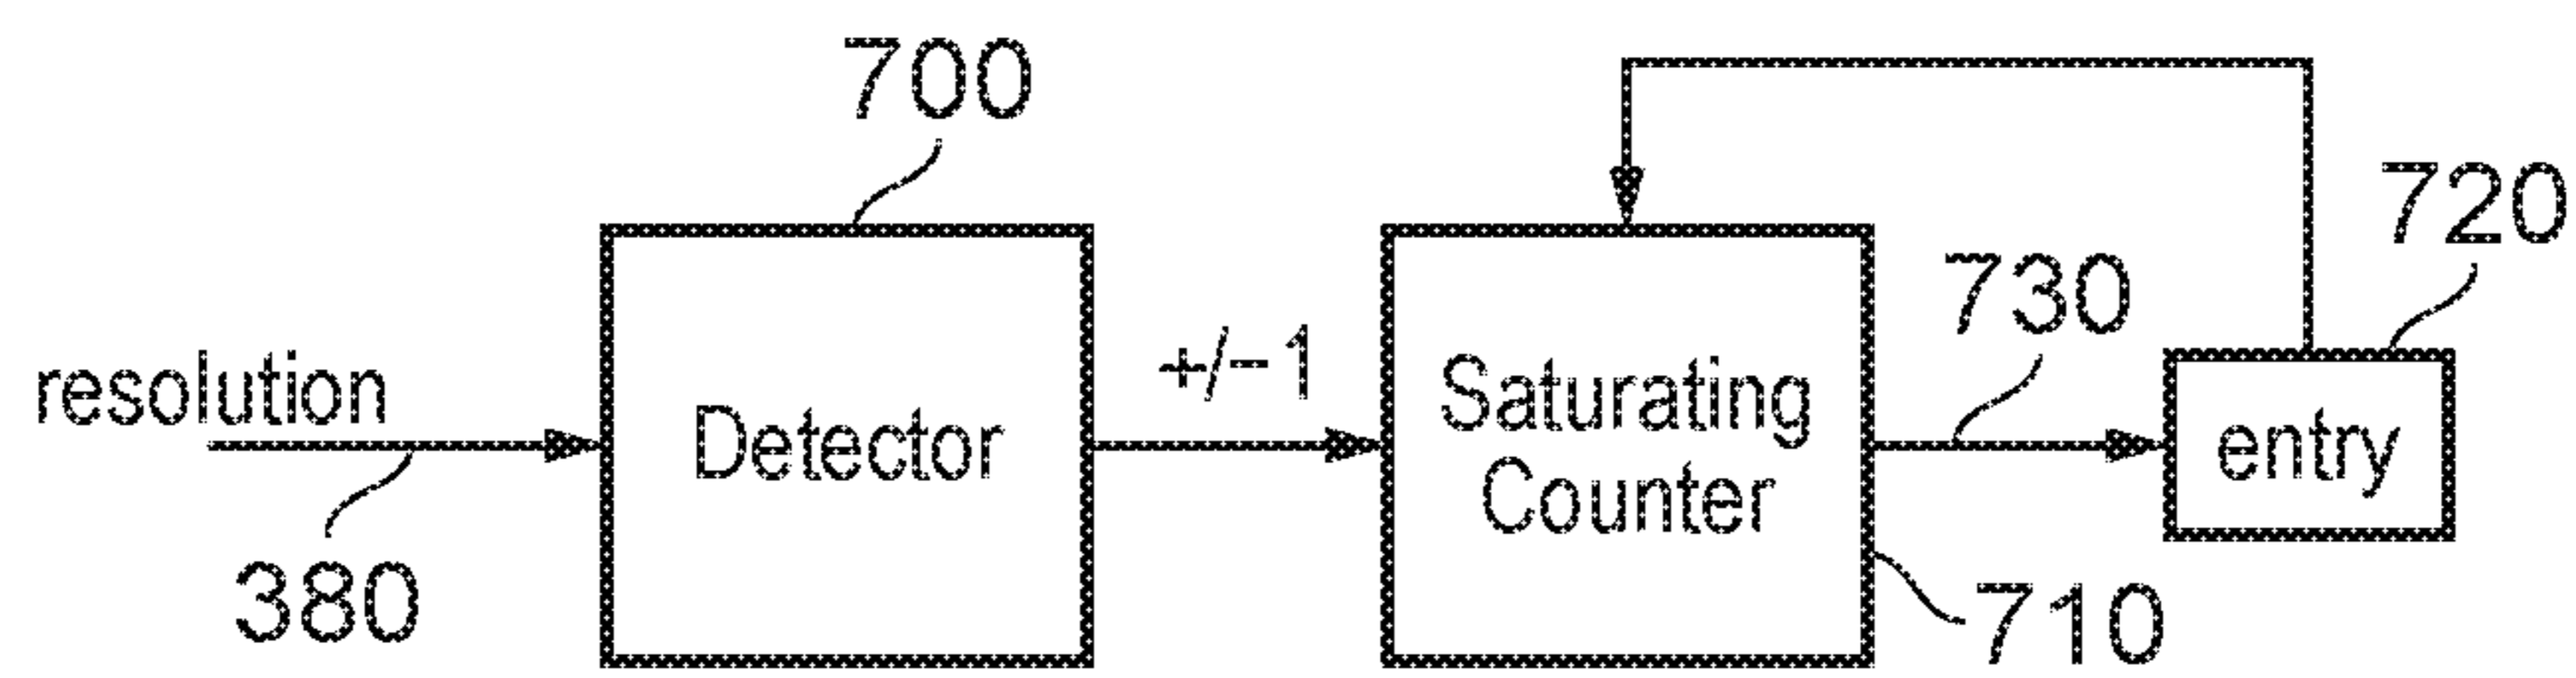 700
720
730
+/−1
resolution
Detector
Saturating
Counter
entry
380
710